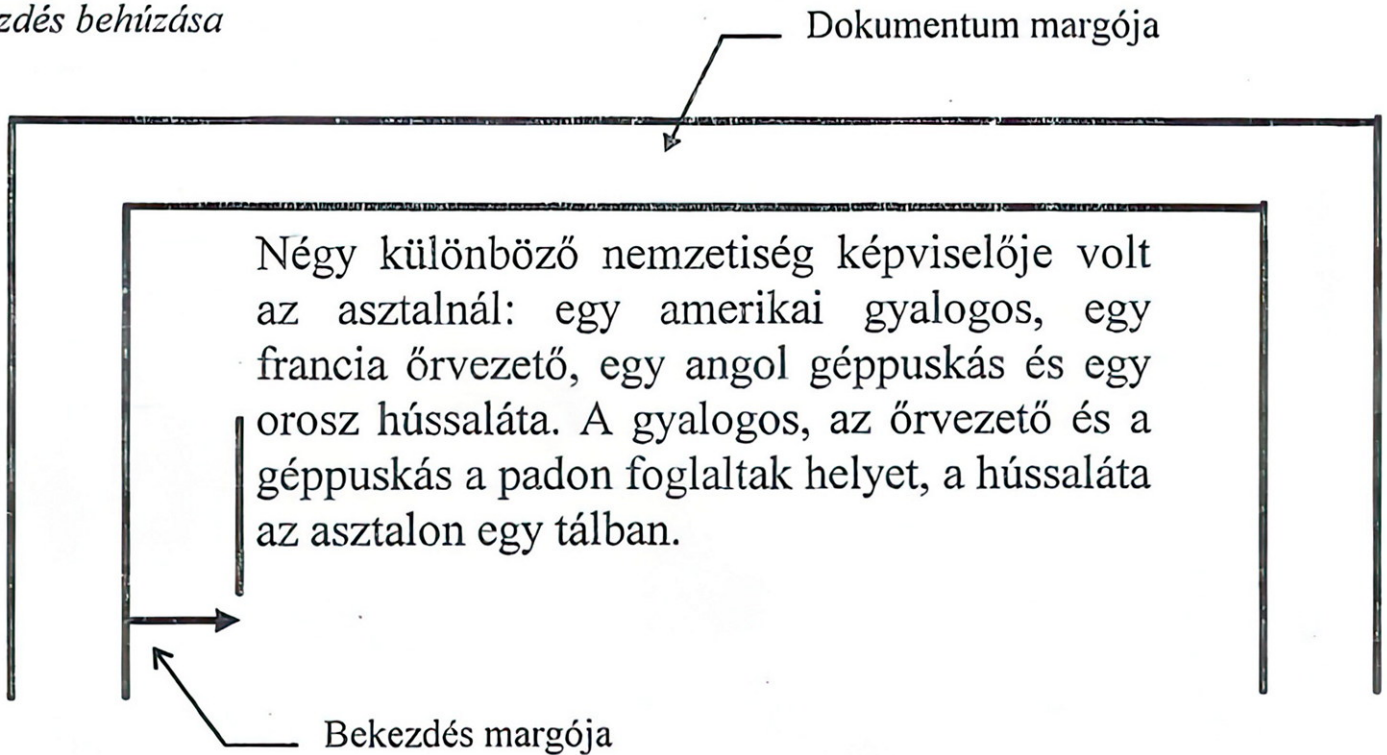 behúzása
Dokumentum margója
Négy különböző nemzetiség képviselője volt
az asztalnál: egy amerikai gyalogos, egy
francia őrvezető, egy angol géppuskás és egy
orosz hússaláta. A gyalogos, az őrvezető és a
géppuskás a padon foglaltak helyet, a hússaláta
az asztalon egy tálban.
Bekezdés margója